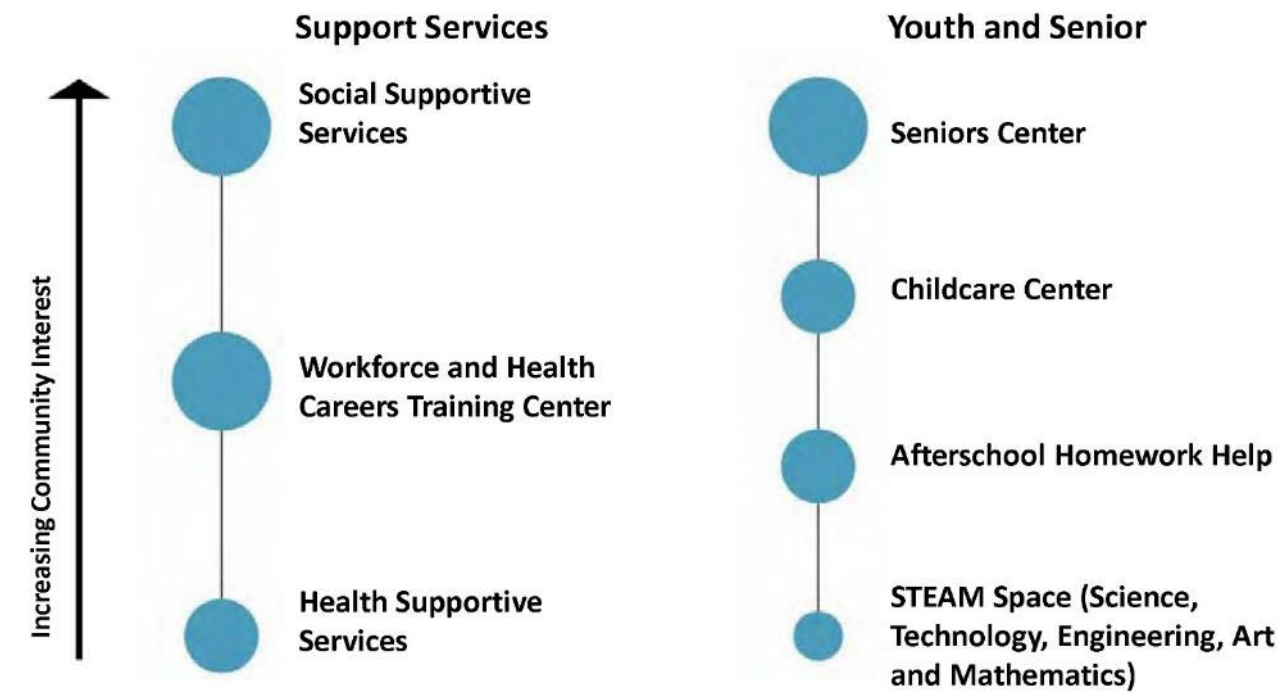 Support Services
Social Supportive
Services
Workforce and Health
Careers Training Center
Health Supportive
Services
Youth and Senior
Seniors Center
Childcare Center
Afterschool Homework Help
STEAM Space (Science,
Technology, Engineering, Art
and Mathematics)
Increasing Community Interest